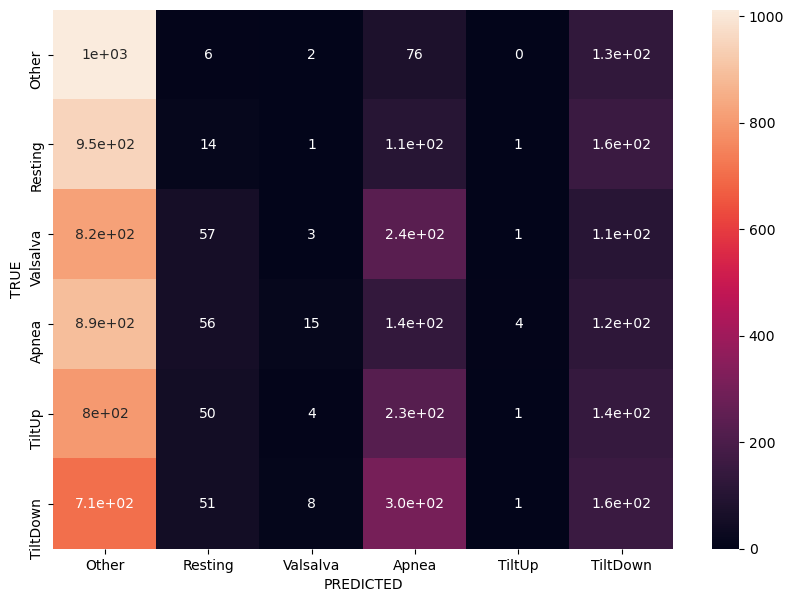 1e+03 6 2 76 0 1.3e+02
9.5e+02 14 1 1.1e+02 1 1.6e+02
8.2e+02 57 3 2.4e+02 1 1.1e+02
8.9e+02 56 15 1.4e+02 4 1.2e+02
8e+02 50 4 2.3e+02 1 1.4e+02
7.1e+02 51 8 3.0e+02 1 1.6e+02
Other
Resting
Valsalva
Apnea
TiltUp
TiltDown
TRUE
Other Resting Valsalva Apnea TiltUp TiltDown
PREDICTED
1000
800
600
400
200
0